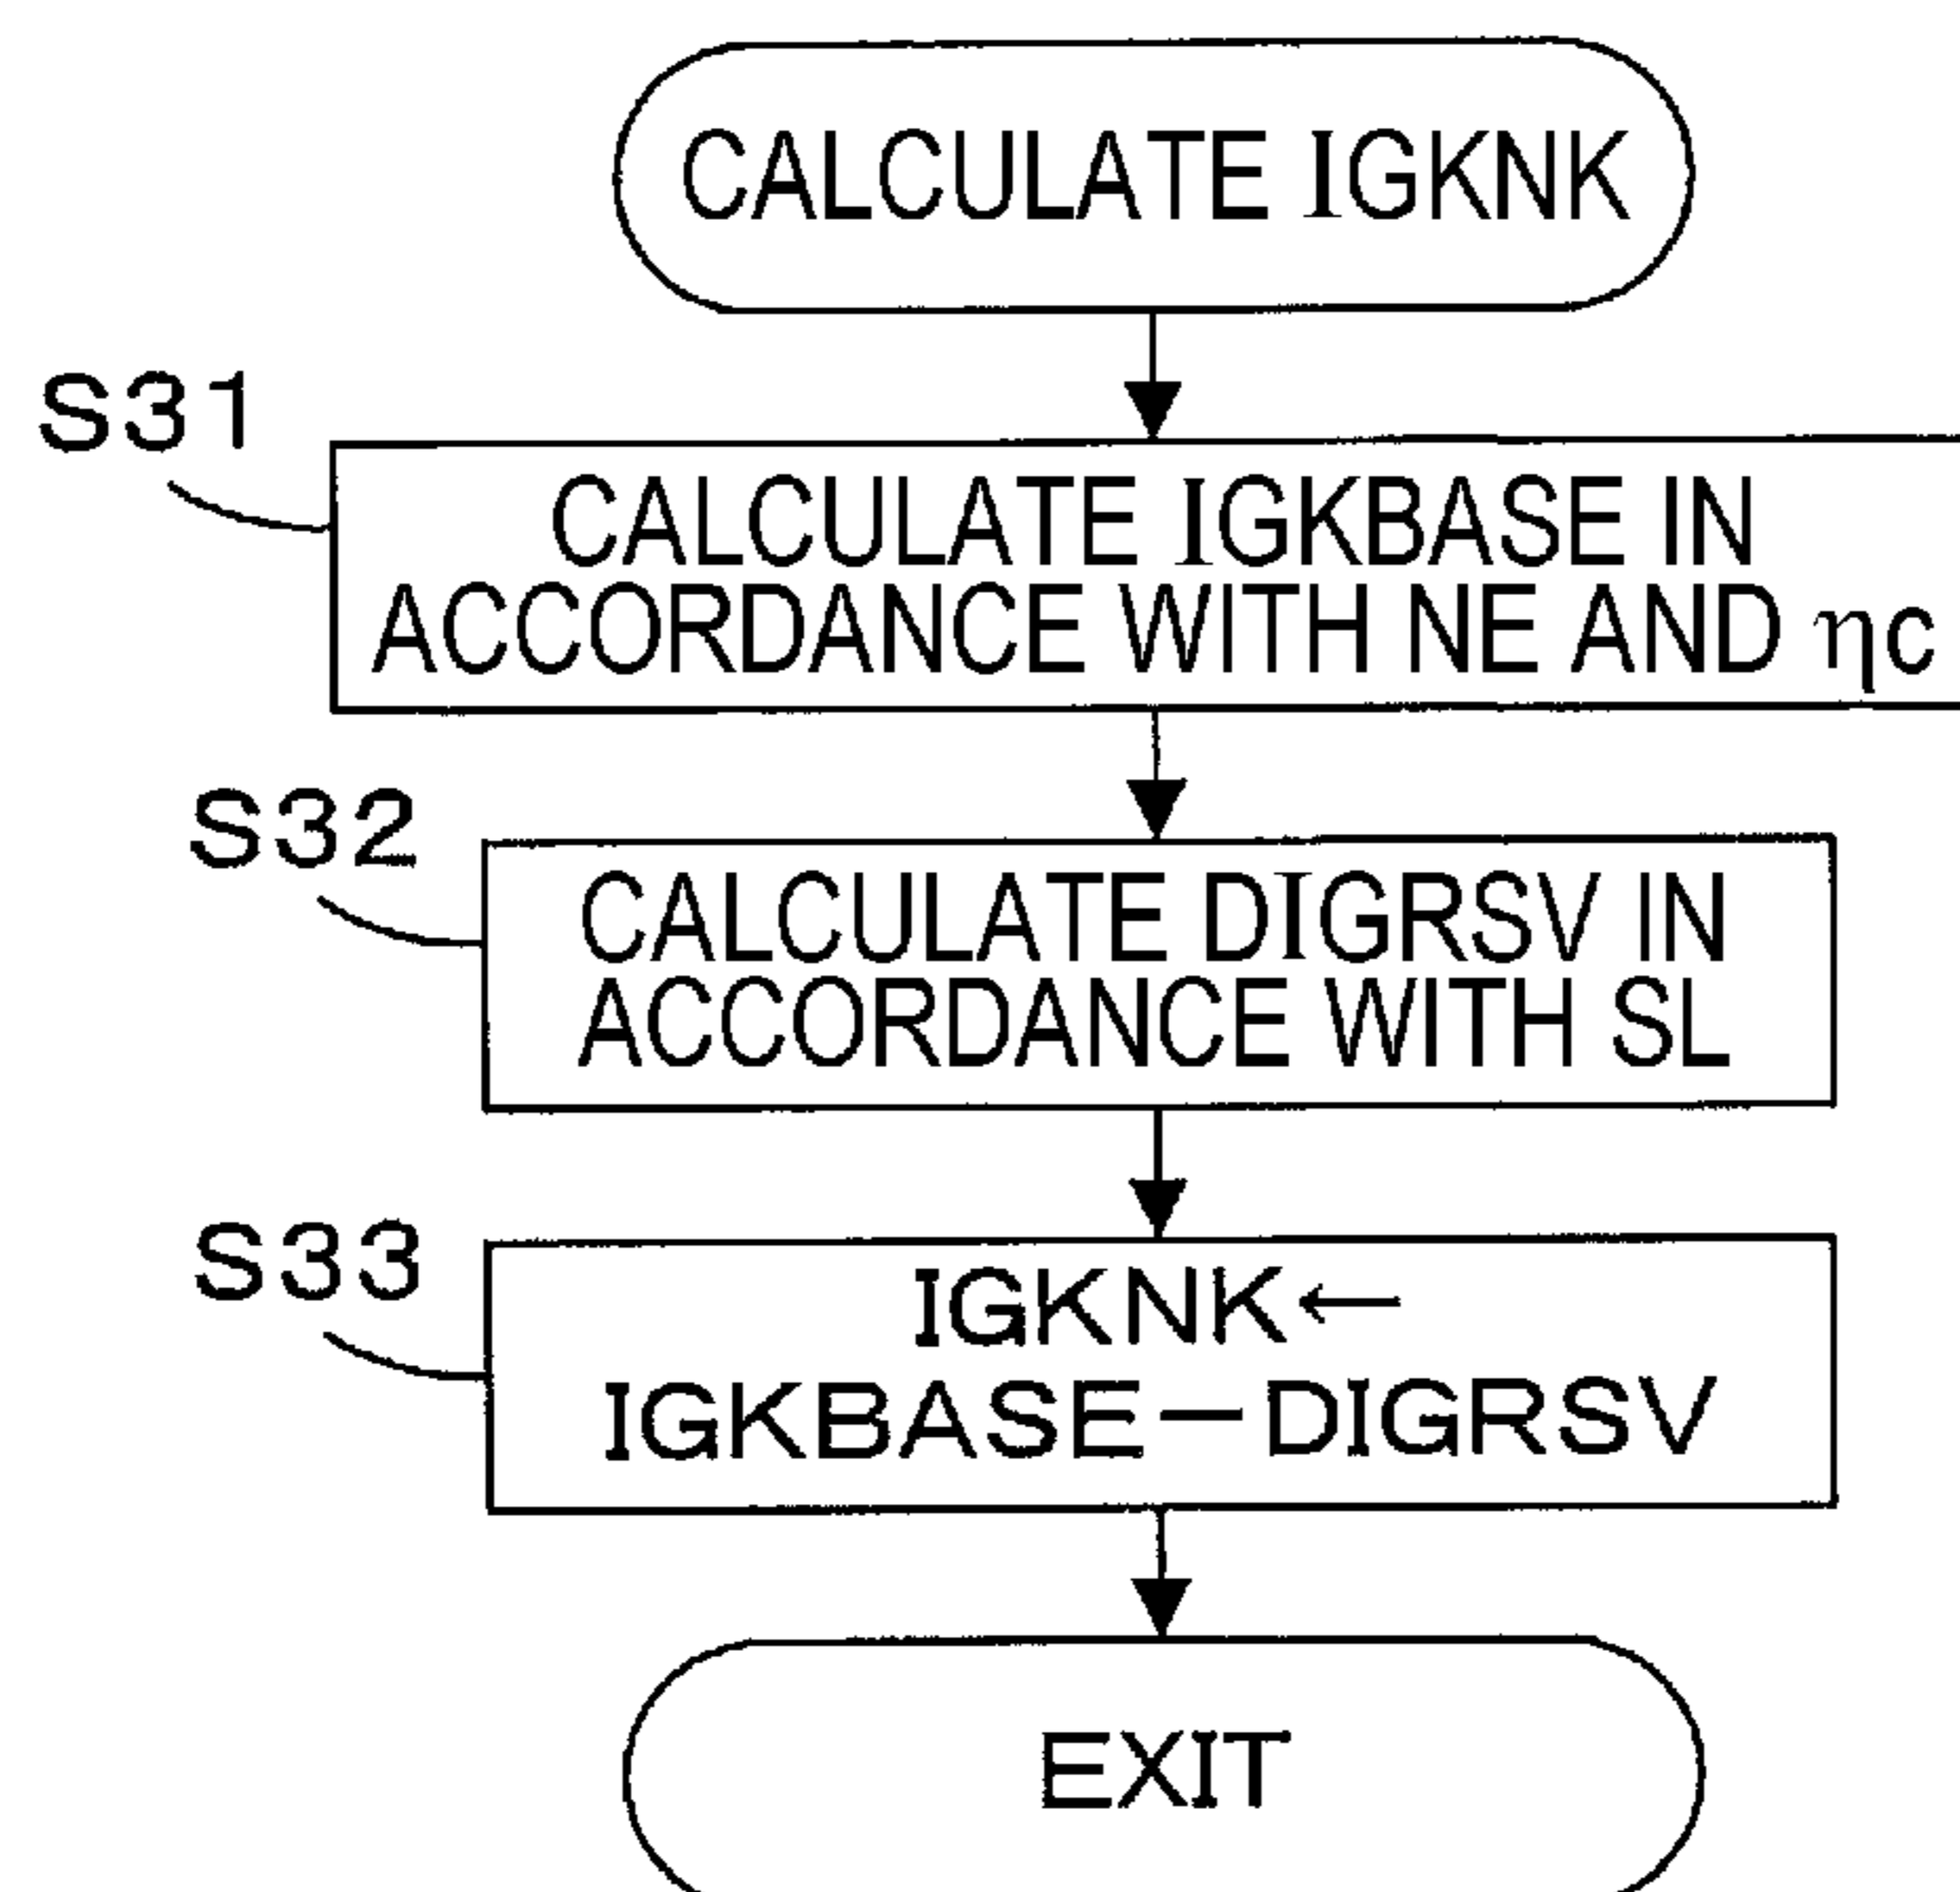 CALCULATE IGKNK
S31
CALCULATE IGKBASE IN
ACCORDANCE WITH NE AND ηc
S32
CALCULATE DIGRSV IN
ACCORDANCE WITH SL
S33
IGKNK←
IGKBASE－DIGRSV
EXIT